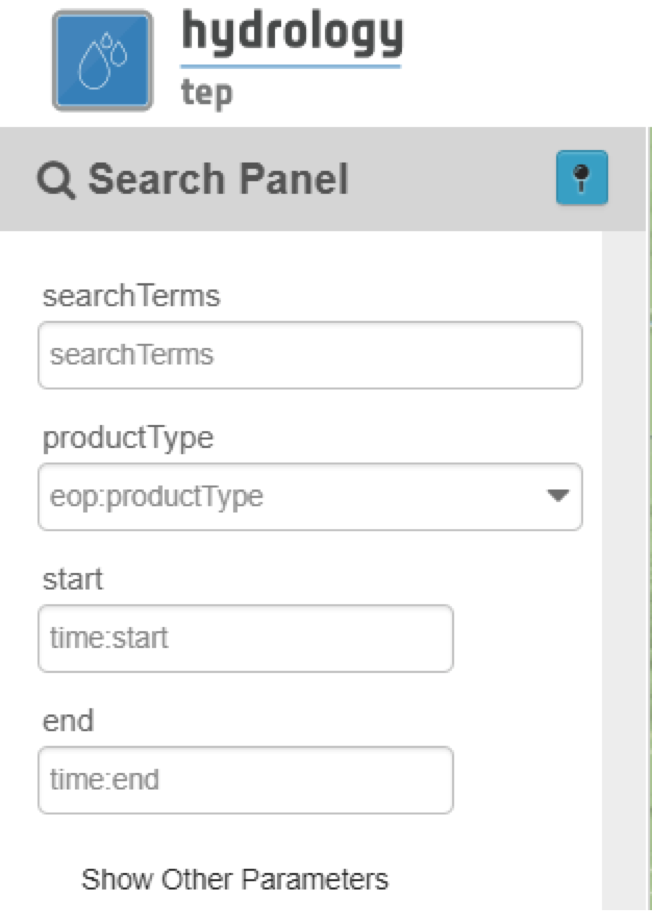 hydrology
tep
Search Panel
searchTerms
searchTerms
productType
eop:productType
start
time:start
end
time:end
Show Other Parameters